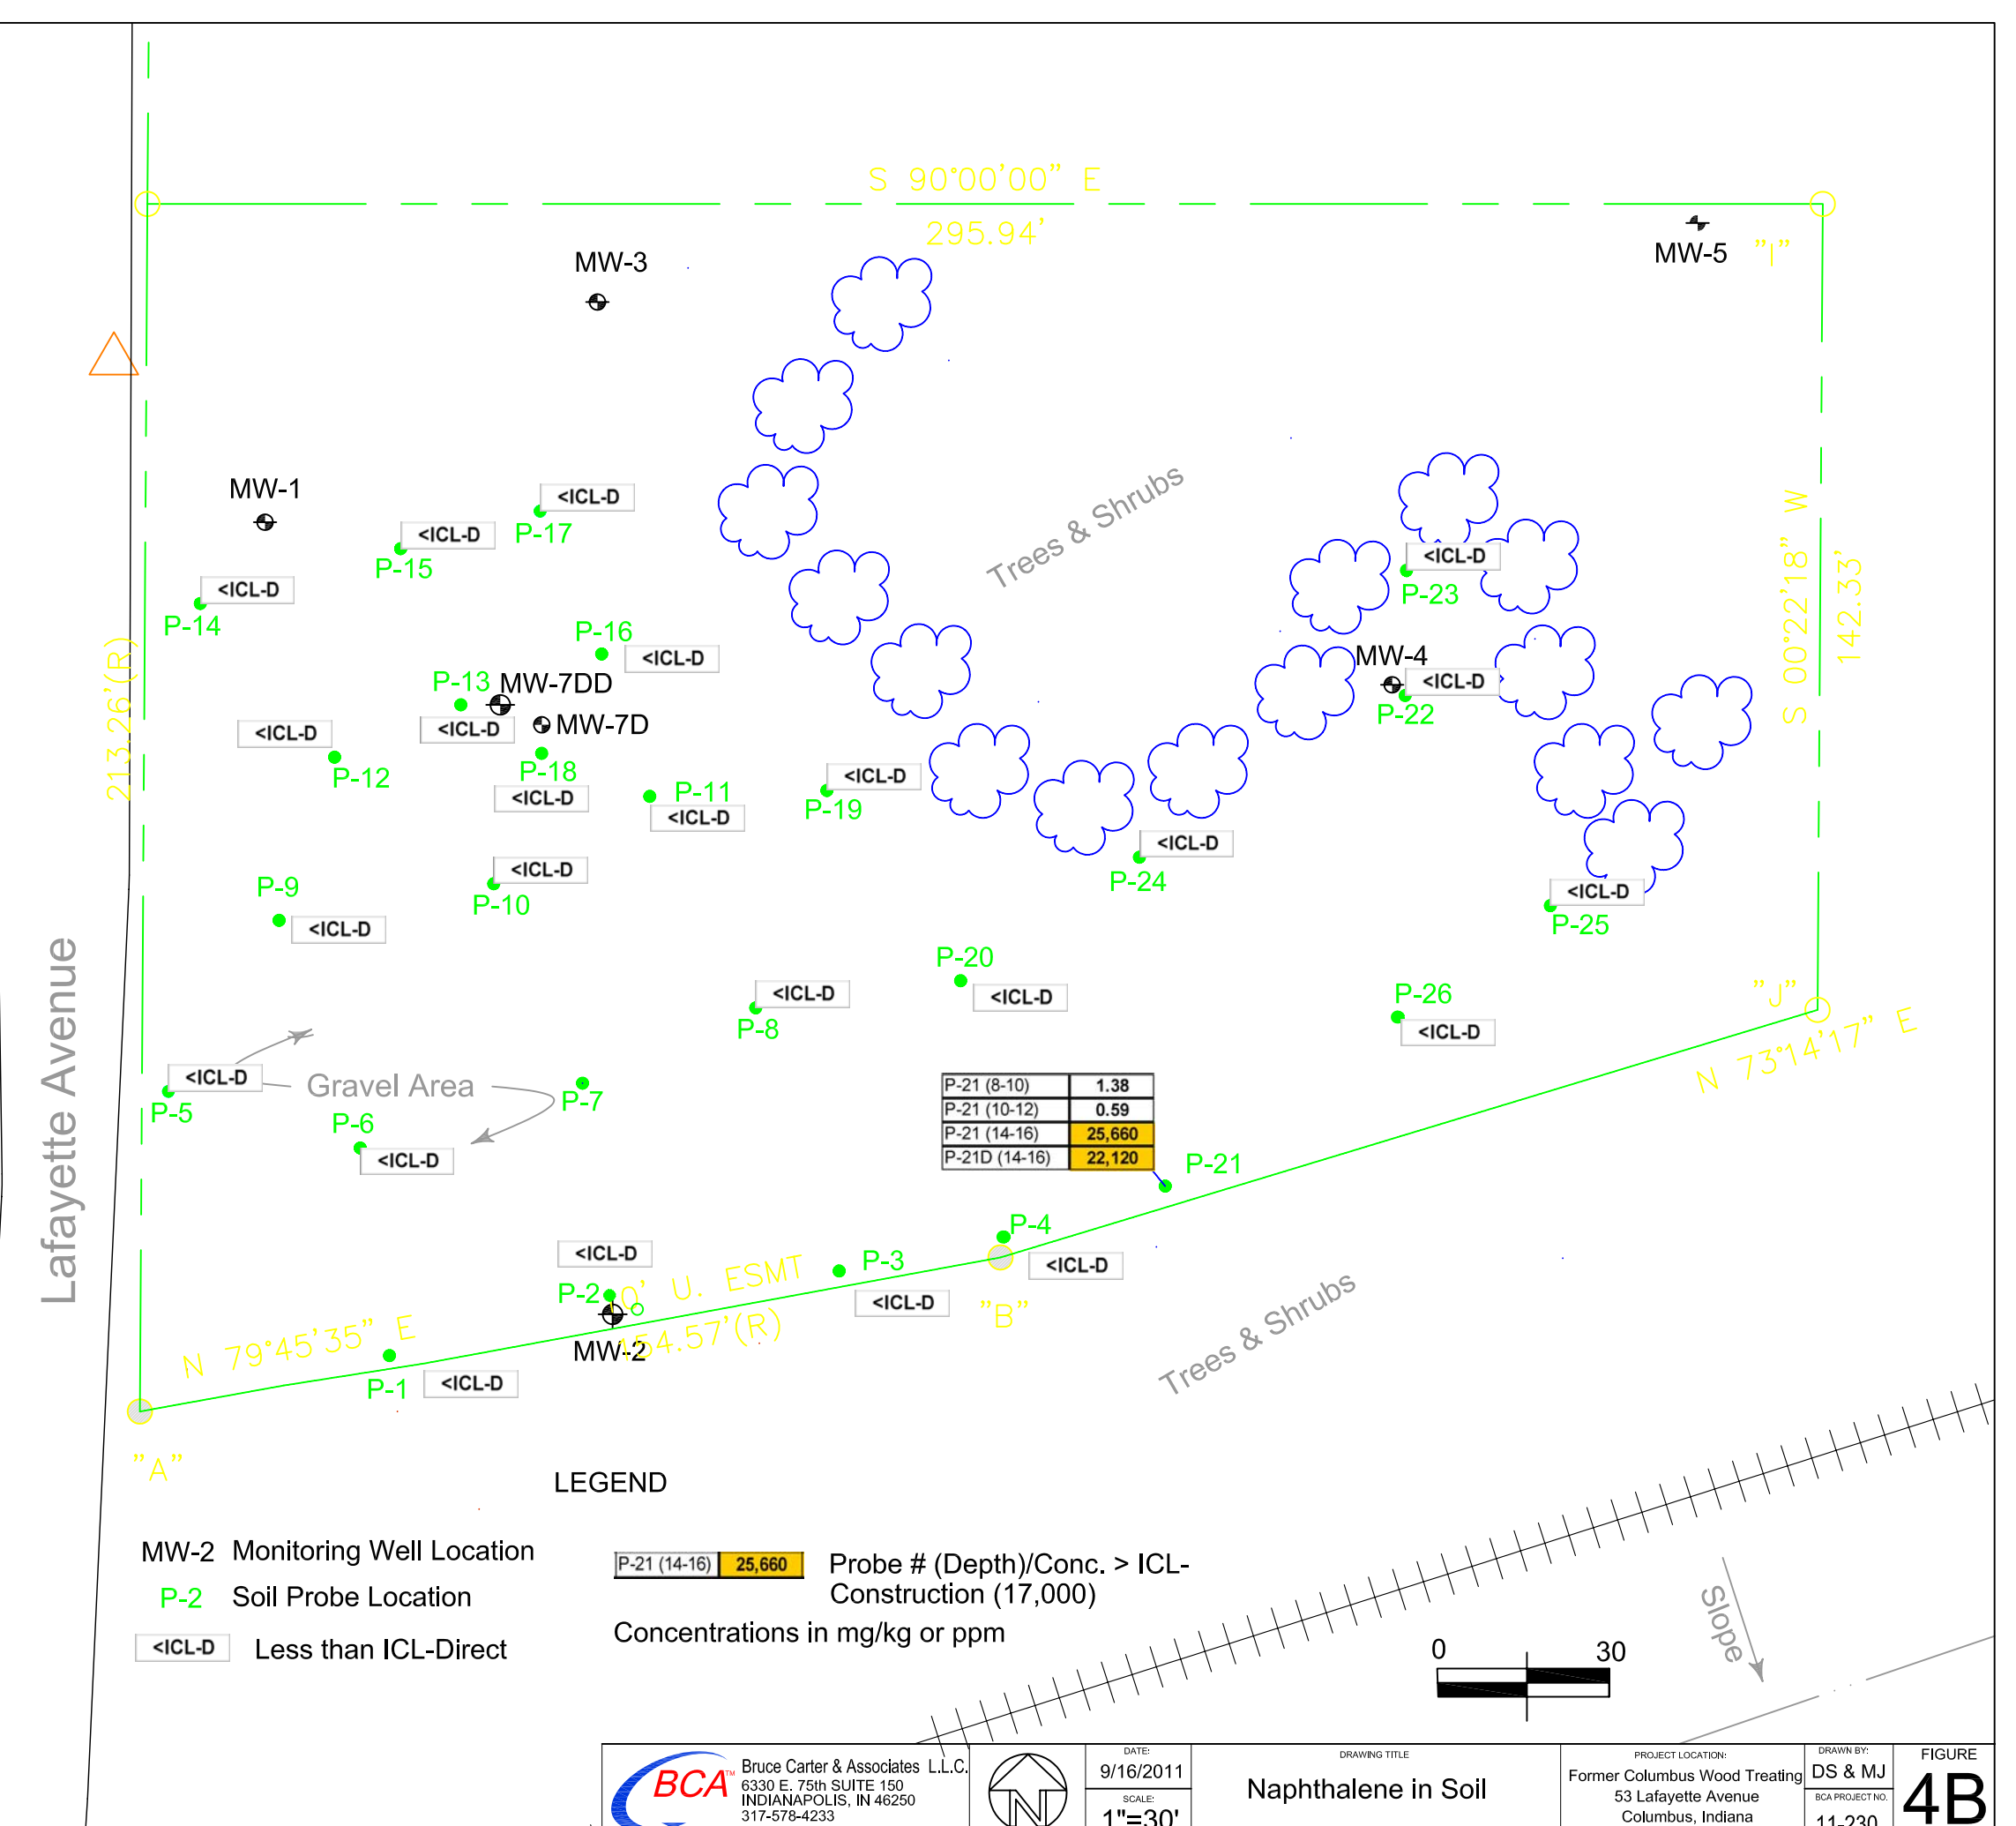 S 90°00'00" E
295.94'
MW-3
MW-5
"I"
MW-1
<ICL-D
P-17
<ICL-D
P-15
<ICL-D
P-14
Trees & Shrubs
<ICL-D
P-23
S 00°22'18" W
142.33'
213.26'(R)
P-16
<ICL-D
P-13
MW-7DD
<ICL-D
MW-7D
MW-4
<ICL-D
P-22
<ICL-D
P-12
P-18
<ICL-D
P-11
<ICL-D
<ICL-D
P-19
<ICL-D
P-24
<ICL-D
P-10
P-9
<ICL-D
<ICL-D
P-25
P-20
<ICL-D
<ICL-D
P-8
P-26
<ICL-D
"J"
N 73°14'17" E
Lafayette Avenue
<ICL-D
P-5
Gravel Area
P-7
P-6
<ICL-D
P-21 (8-10) 1.38
P-21 (10-12) 0.59
P-21 (14-16) 25,660
P-21D (14-16) 22,120
P-21
P-4
<ICL-D
<ICL-D
P-3
<ICL-D
P-2
0' U. ESMT
154.57'(R)
MW-2
"B"
N 79°45'35" E
P-1
<ICL-D
"A"
Trees & Shrubs
LEGEND
MW-2 Monitoring Well Location
P-2 Soil Probe Location
<ICL-D Less than ICL-Direct
P-21 (14-16) 25,660 Probe # (Depth)/Conc. > ICL-
Construction (17,000)
Concentrations in mg/kg or ppm
0 30
Slope
BCA™
Bruce Carter & Associates L.L.C.
6330 E. 75th SUITE 150
INDIANAPOLIS, IN 46250
317-578-4233
N
DATE:
9/16/2011
SCALE:
1"=30'
DRAWING TITLE
Naphthalene in Soil
PROJECT LOCATION:
Former Columbus Wood Treating
53 Lafayette Avenue
Columbus, Indiana
DRAWN BY:
DS & MJ
BCA PROJECT NO.
11-230
FIGURE
4B